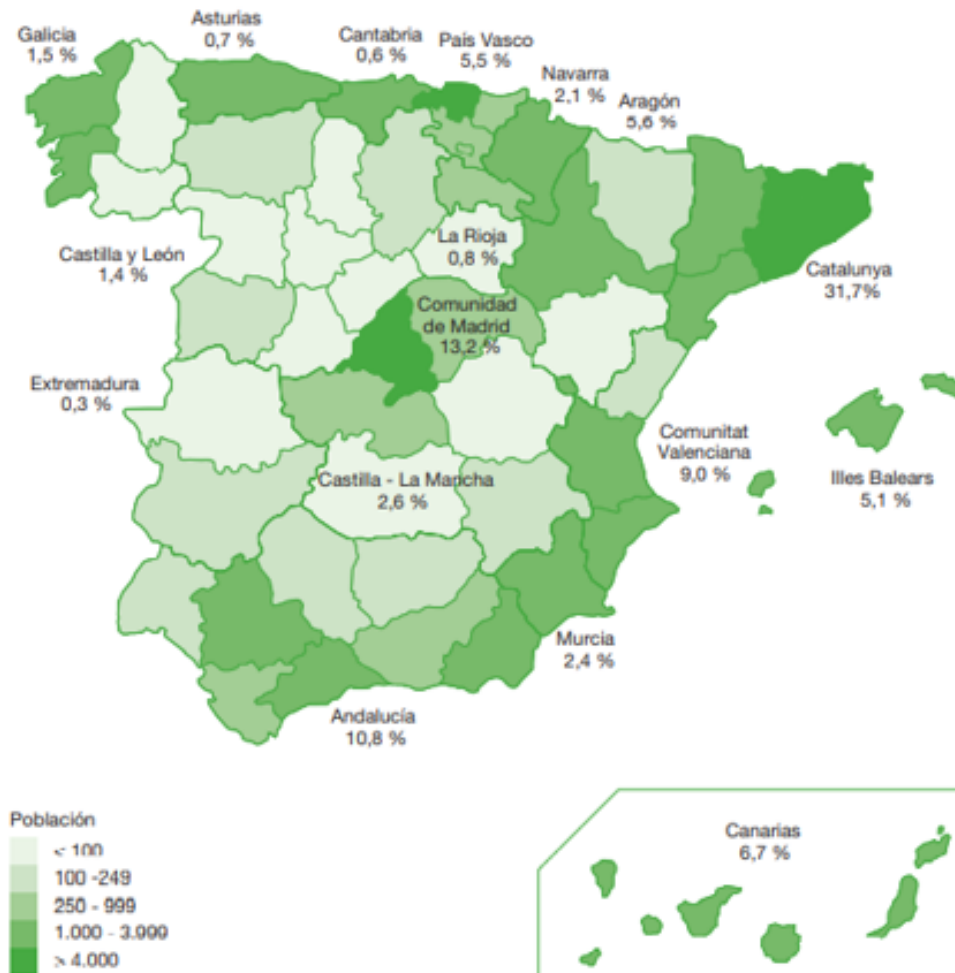 Asturias
0,7 %
Galicia
1,5 %
Cantabria
0,6 %
País Vasco
5,5 %
Navarra
2,1 %
Aragón
5,6 %
La Rioja
0,8 %
Castilla y León
1,4 %
Catalunya
31,7%
Comunidad
de Madrid
13,2 %
Extremadura
0,3 %
Comunitat
Valenciana
9,0 %
Illes Balears
5,1 %
Castilla - La Mancha
2,6 %
Murcia
2,4 %
Andalucía
10,8 %
Canarias
6,7 %
Población
< 100
100 -249
250 - 999
1.000 - 3.999
> 4.000